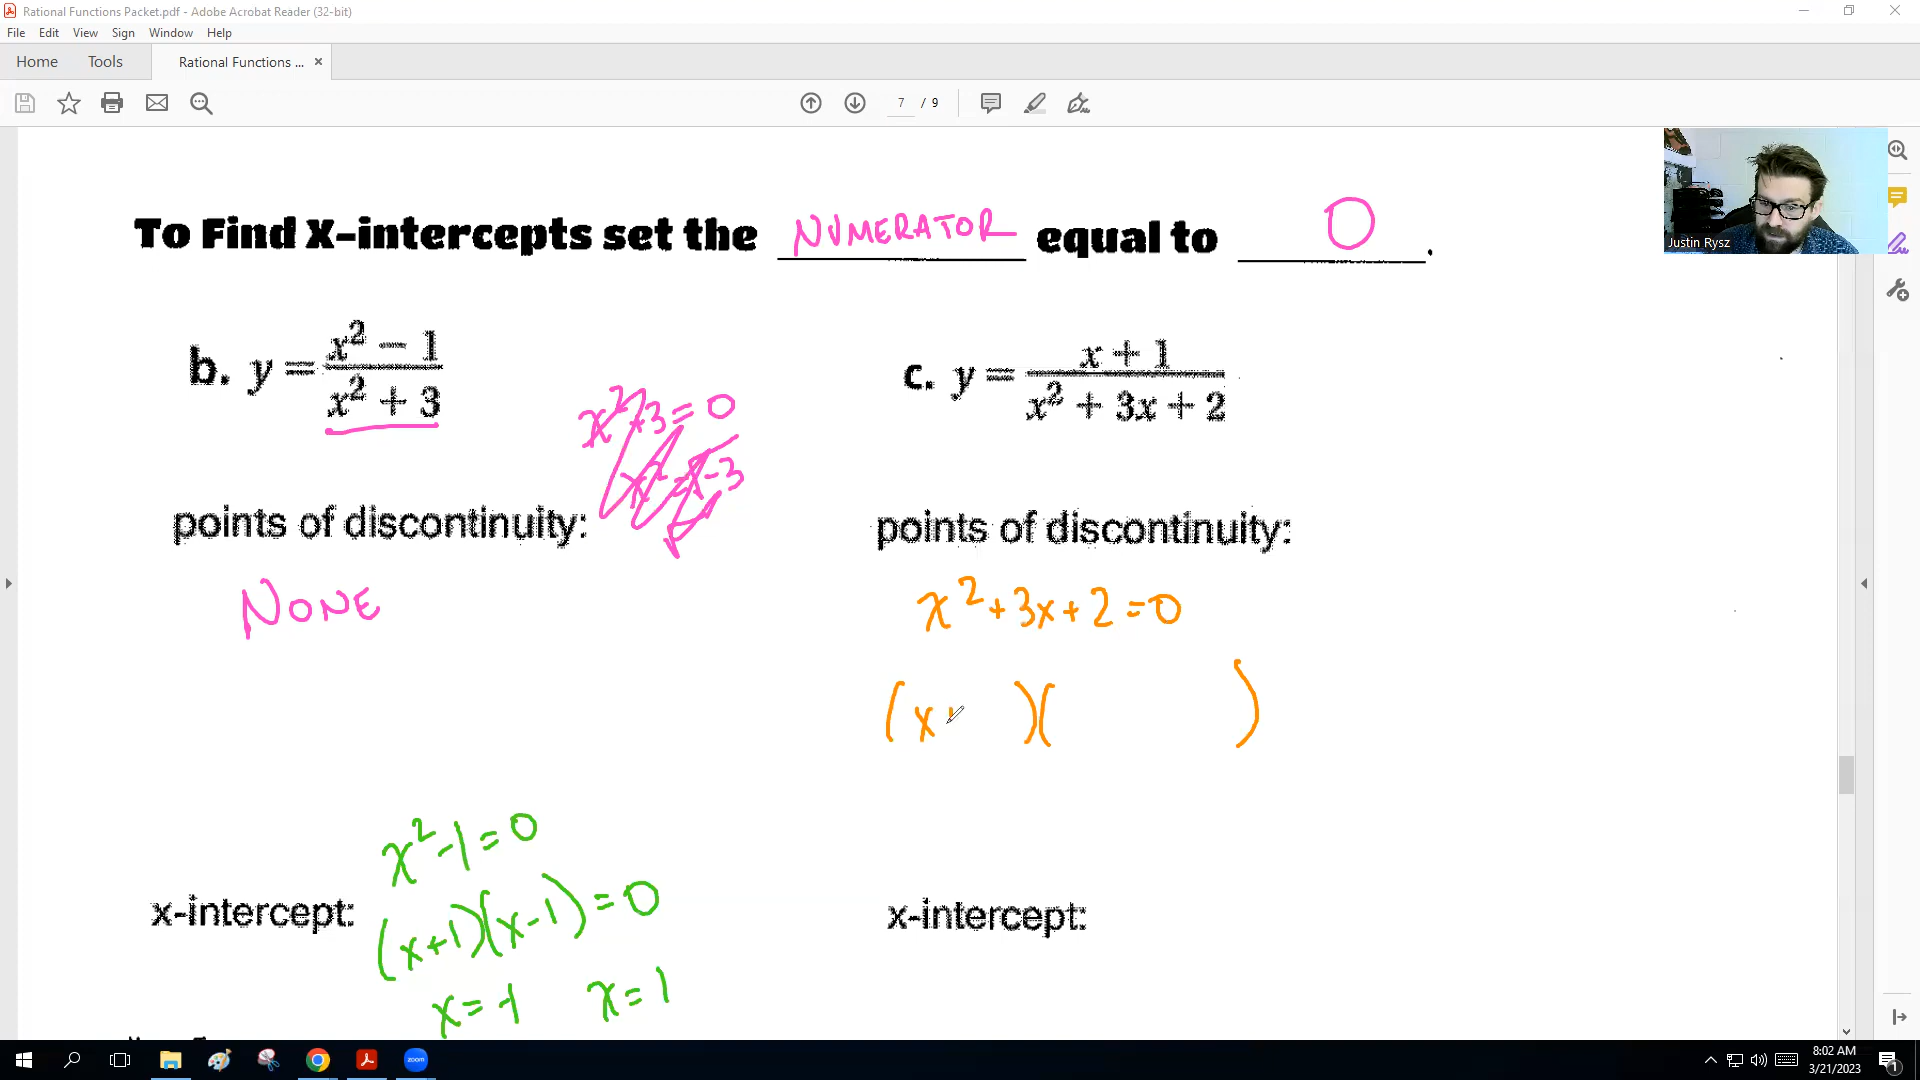 Rational Functions Packet.pdf - Adobe Acrobat Reader (32-bit)
File Edit View Sign Window Help
Home Tools Rational Functions ... ×
7 / 9
To Find X-intercepts set the NUMERATOR equal to 0.
Justin Rysz
b. y = (x² − 1)/(x² + 3)
x²+3=0
c. y = (x + 1)/(x² + 3x + 2)
points of discontinuity:
points of discontinuity:
NONE
x²+3x+2=0
(x+ )( )
x²-1=0
x-intercept:
(x+1)(x-1)=0
x=-1 x=1
x-intercept:
zoom
8:02 AM
3/21/2023
1